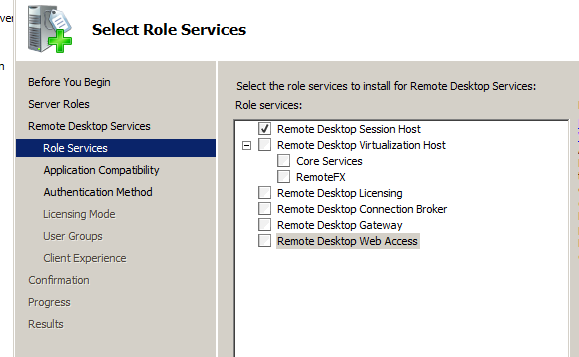 ver
Select Role Services
n
Before You Begin
Server Roles
Remote Desktop Services
Role Services
Application Compatibility
Authentication Method
Licensing Mode
User Groups
Client Experience
Confirmation
Progress
Results
Select the role services to install for Remote Desktop Services:
Role services:
Remote Desktop Session Host
Remote Desktop Virtualization Host
Core Services
RemoteFX
Remote Desktop Licensing
Remote Desktop Connection Broker
Remote Desktop Gateway
Remote Desktop Web Access